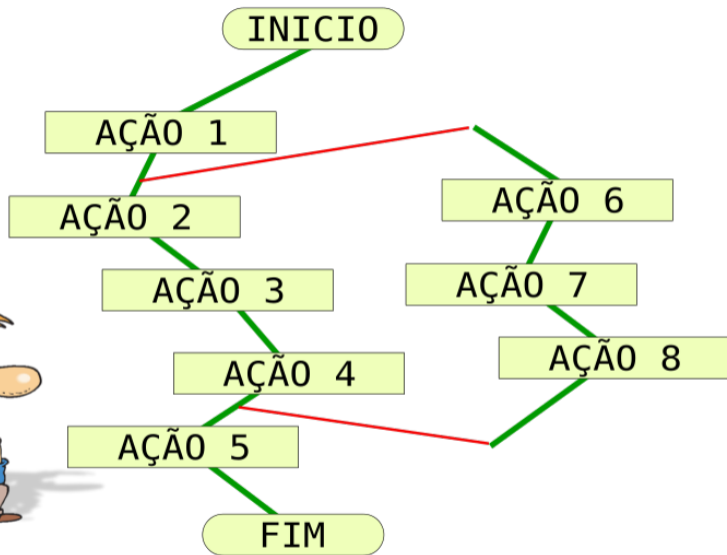 INICIO
AÇÃO 1
AÇÃO 2
AÇÃO 3
AÇÃO 4
AÇÃO 5
FIM
AÇÃO 6
AÇÃO 7
AÇÃO 8